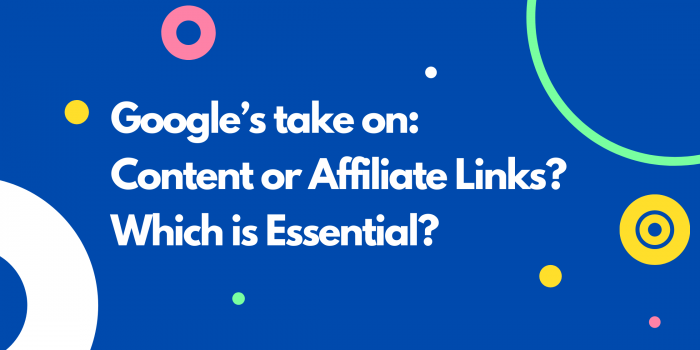 Google’s take on:
Content or Affiliate Links?
Which is Essential?